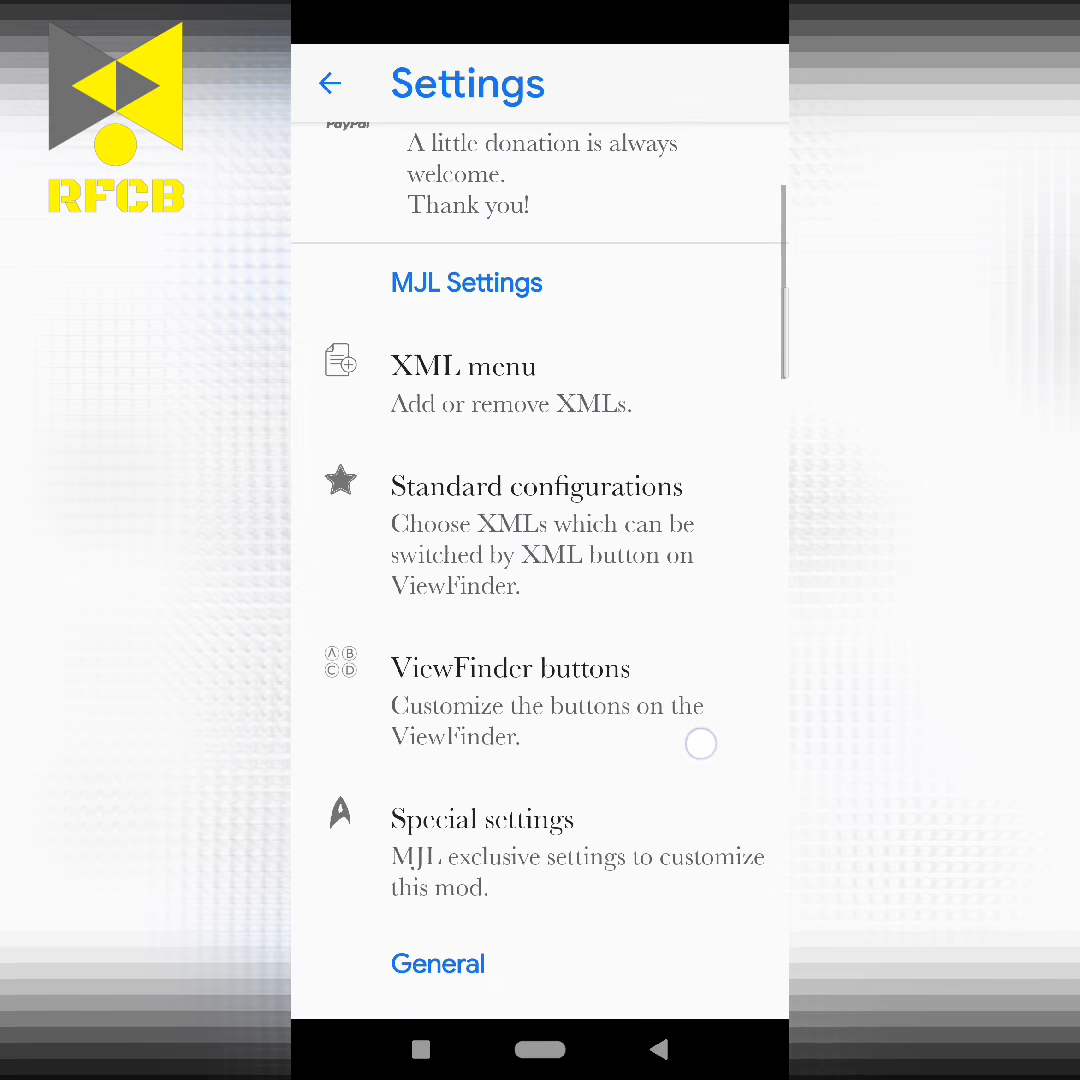 RFCB
Settings
PayPal
A little donation is always
welcome.
Thank you!
MJL Settings
XML menu
Add or remove XMLs.
Standard configurations
Choose XMLs which can be
switched by XML button on
ViewFinder.
A B
C D
ViewFinder buttons
Customize the buttons on the
ViewFinder.
Special settings
MJL exclusive settings to customize
this mod.
General